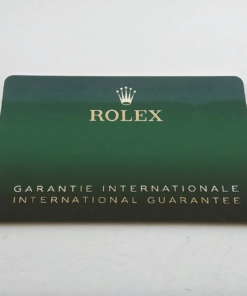 ROLEX
GARANTIE INTERNATIONALE
INTERNATIONAL GUARANTEE